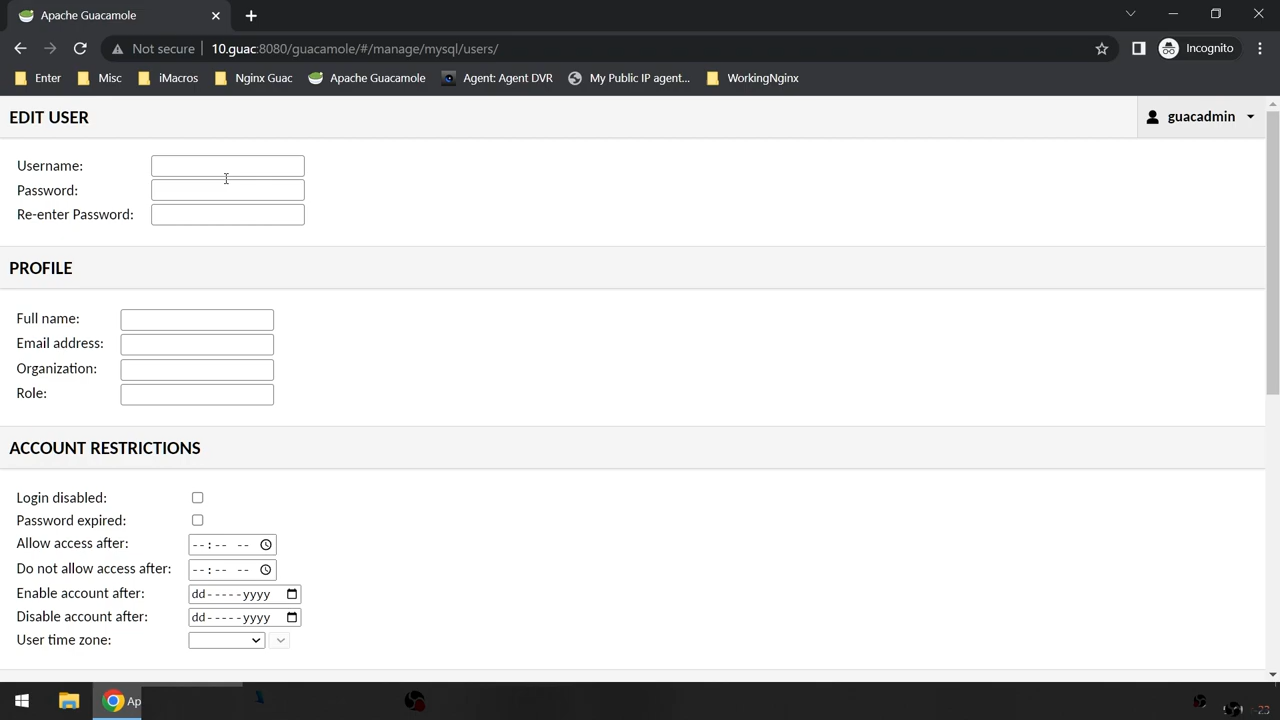 Apache Guacamole
Not secure
10.guac:8080/guacamole/#/manage/mysql/users/
Incognito
Enter
Misc
iMacros
Nginx Guac
Apache Guacamole
Agent: Agent DVR
My Public IP agent...
WorkingNginx
EDIT USER
guacadmin
Username:
Password:
Re-enter Password:
PROFILE
Full name:
Email address:
Organization:
Role:
ACCOUNT RESTRICTIONS
Login disabled:
Password expired:
Allow access after: --:-- --
Do not allow access after: --:-- --
Enable account after: dd-----yyyy
Disable account after: dd-----yyyy
User time zone:
Ap